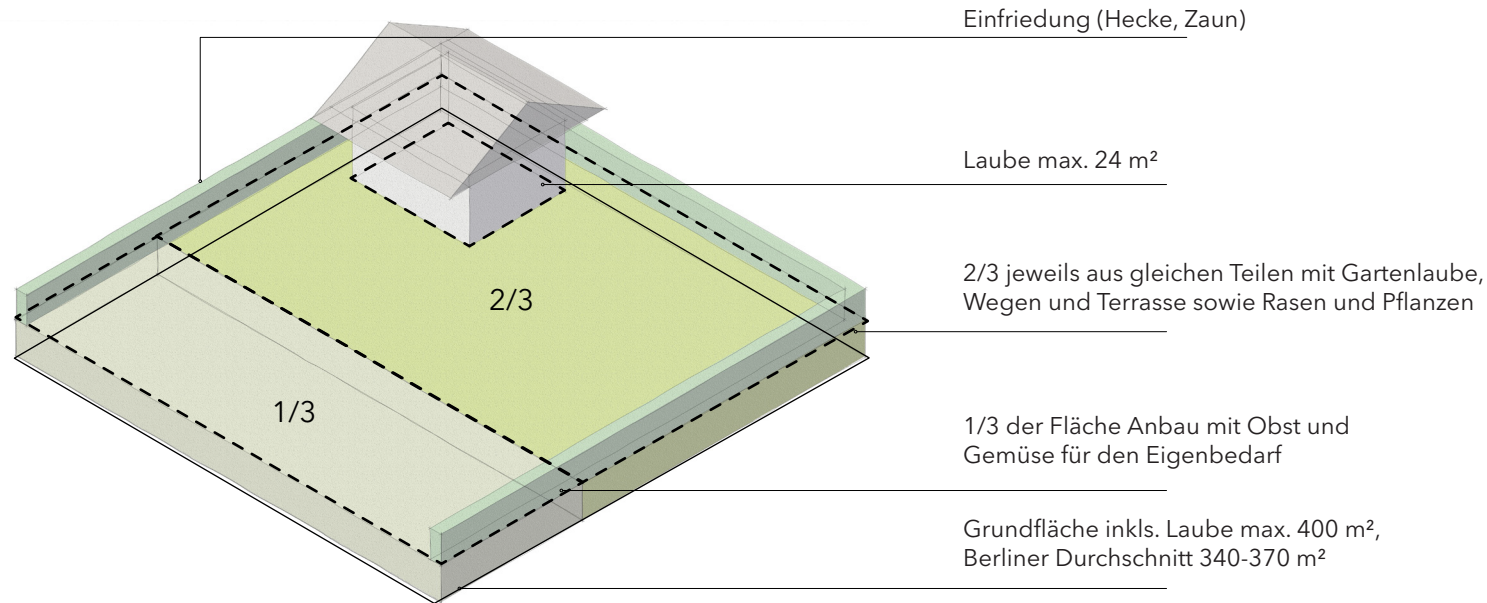 Einfriedung (Hecke, Zaun)
Laube max. 24 m²
2/3 jeweils aus gleichen Teilen mit Gartenlaube,
Wegen und Terrasse sowie Rasen und Pflanzen
2/3
1/3
1/3 der Fläche Anbau mit Obst und
Gemüse für den Eigenbedarf
Grundfläche inkls. Laube max. 400 m²,
Berliner Durchschnitt 340-370 m²